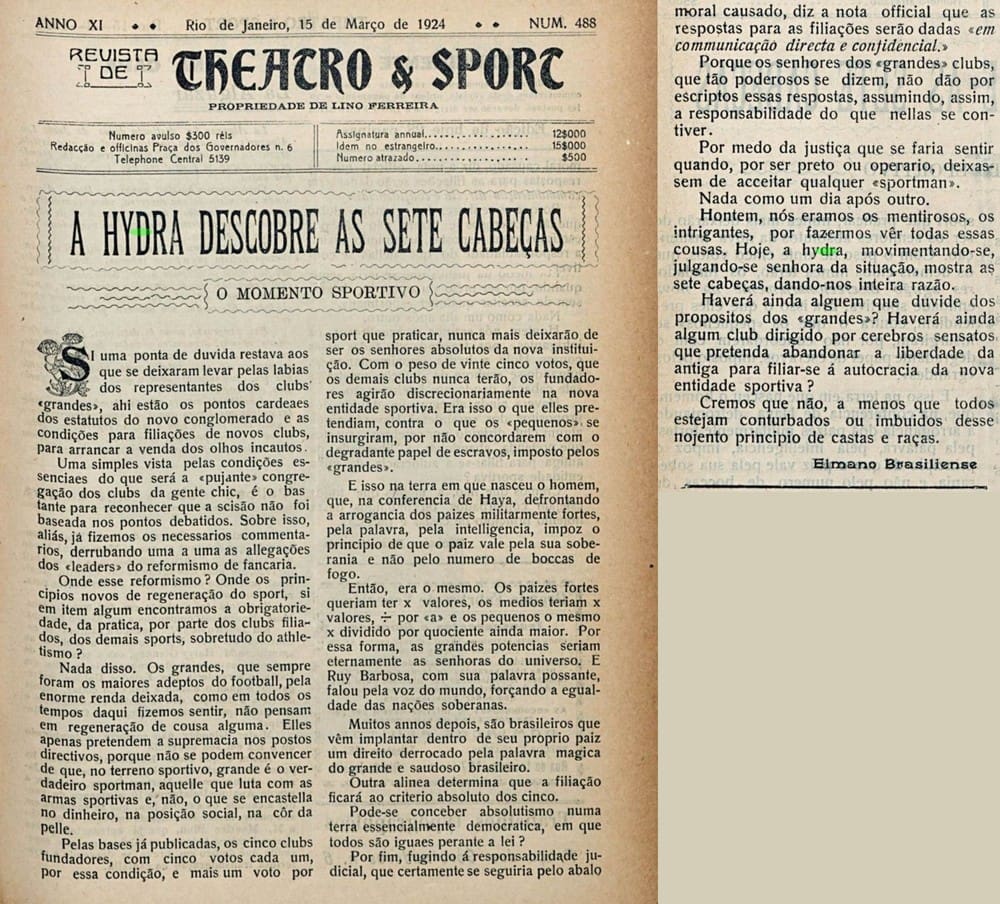 ANNO XI • • Rio de Janeiro, 15 de Março de 1924 • • NUM. 488
REVISTA
DE
THEATRO & SPORT
PROPRIEDADE DE LINO FERREIRA
Numero avulso $300 réis
Redacção e officinas Praça dos Governadores n. 6
Telephone Central 5139
Assignatura annual.................... 12$000
Idem no estrangeiro.................. 15$000
Numero atrazado..................... $500
A HYDRA DESCOBRE AS SETE CABEÇAS
O MOMENTO SPORTIVO
SI uma ponta de duvida restava aos
que se deixaram levar pelas labias
dos representantes dos clubs
«grandes», ahi estão os pontos cardeaes
dos estatutos do novo conglomerado e as
condições para filiações de novos clubs,
para arrancar a venda dos olhos incautos.
Uma simples vista pelas condições es-
senciaes do que será a «pujante» congre-
gação dos clubs da gente chic, é o bas
tante para reconhecer que a scisão não foi
baseada nos pontos debatidos. Sobre isso,
aliás, já fizemos os necessarios commenta-
rios, derrubando uma a uma as allegações
dos «leaders» do reformismo de fancaria.
Onde esse reformismo? Onde os prin-
cipios novos de regeneração do sport, si
em item algum encontramos a obrigatorie-
dade, da pratica, por parte dos clubs filia-
dos, dos demais sports, sobretudo do athle-
tismo?
Nada disso. Os grandes, que sempre
foram os maiores adeptos do football, pela
enorme renda deixada, como em todos os
tempos daqui fizemos sentir, não pensam
em regeneração de cousa alguma. Elles
apenas pretendem a supremacia nos postos
directivos, porque não se podem convencer
de que, no terreno sportivo, grande é o ver-
dadeiro sportman, aquelle que luta com as
armas sportivas e, não, o que se encastella
no dinheiro, na posição social, na côr da
pelle.
Pelas bases já publicadas, os cinco clubs
fundadores, com cinco votos cada um,
por essa condição, e mais um voto por
sport que praticar, nunca mais deixarão de
ser os senhores absolutos da nova institui-
ção. Com o peso de vinte cinco votos, que
os demais clubs nunca terão, os fundado-
res agirão discrecionariamente na nova
entidade sportiva. Era isso o que elles pre-
tendiam, contra o que os «pequenos» se
insurgiram, por não concordarem com o
degradante papel de escravos, imposto pelos
«grandes».
E isso na terra em que nasceu o homem,
que, na conferencia de Haya, defrontando
a arrogancia dos paizes militarmente fortes,
pela palavra, pela intelligencia, impoz o
principio de que o paiz vale pela sua sobe-
rania e não pelo numero de boccas de
fogo.
Então, era o mesmo. Os paizes fortes
queriam ter x valores, os medios teriam x
valores, ÷ por «a» e os pequenos o mesmo
x dividido por quociente ainda maior. Por
essa forma, as grandes potencias seriam
eternamente as senhoras do universo. E
Ruy Barbosa, com sua palavra possante,
falou pela voz do mundo, forçando a egual-
dade das nações soberanas.
Muitos annos depois, são brasileiros que
vêm implantar dentro de seu proprio paiz
um direito derrocado pela palavra magica
do grande e saudoso brasileiro.
Outra alinea determina que a filiação
ficará ao criterio absoluto dos cinco.
Pode-se conceber absolutismo numa
terra essencialmente democratica, em que
todos são iguaes perante a lei?
Por fim, fugindo á responsabilidade ju-
dicial, que certamente se seguiria pelo abalo
moral causado, diz a nota official que as
respostas para as filiações serão dadas «em
communicação directa e confidencial.»
Porque os senhores dos «grandes» clubs,
que tão poderosos se dizem, não dão por
escriptos essas respostas, assumindo, assim,
a responsabilidade do que nellas se con-
tiver.
Por medo da justiça que se faria sentir
quando, por ser preto ou operario, deixas-
sem de acceitar qualquer «sportman».
Nada como um dia após outro.
Hontem, nós eramos os mentirosos, os
intrigantes, por fazermos vêr todas essas
cousas. Hoje, a hydra, movimentando-se,
julgando-se senhora da situação, mostra as
sete cabeças, dando-nos inteira razão.
Haverá ainda alguem que duvide dos
propositos dos «grandes»? Haverá ainda
algum club dirigido por cerebros sensatos
que pretenda abandonar a liberdade da
antiga para filiar-se á autocracia da nova
entidade sportiva?
Cremos que não, a menos que todos
estejam conturbados ou imbuidos desse
nojento principio de castas e raças.
Elmano Brasiliense